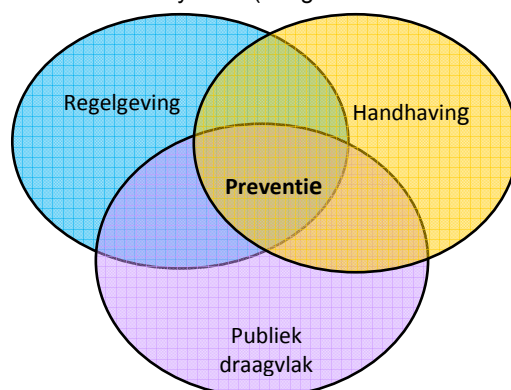 Regelgeving
Handhaving
Preventie
Publiek
draagvlak